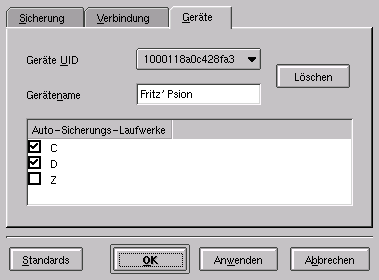 Sicherung Verbindung Geräte
Geräte UID 1000118a0c428fa3
Löschen
Gerätename Fritz' Psion
Auto-Sicherungs-Laufwerke
C
D
Z
Standards OK Anwenden Abbrechen